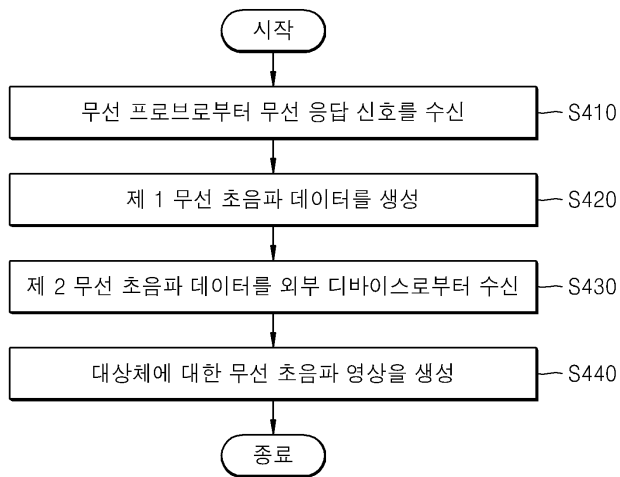 시작
무선 프로브로부터 무선 응답 신호를 수신
S410
제 1 무선 초음파 데이터를 생성
S420
제 2 무선 초음파 데이터를 외부 디바이스로부터 수신
S430
대상체에 대한 무선 초음파 영상을 생성
S440
종료